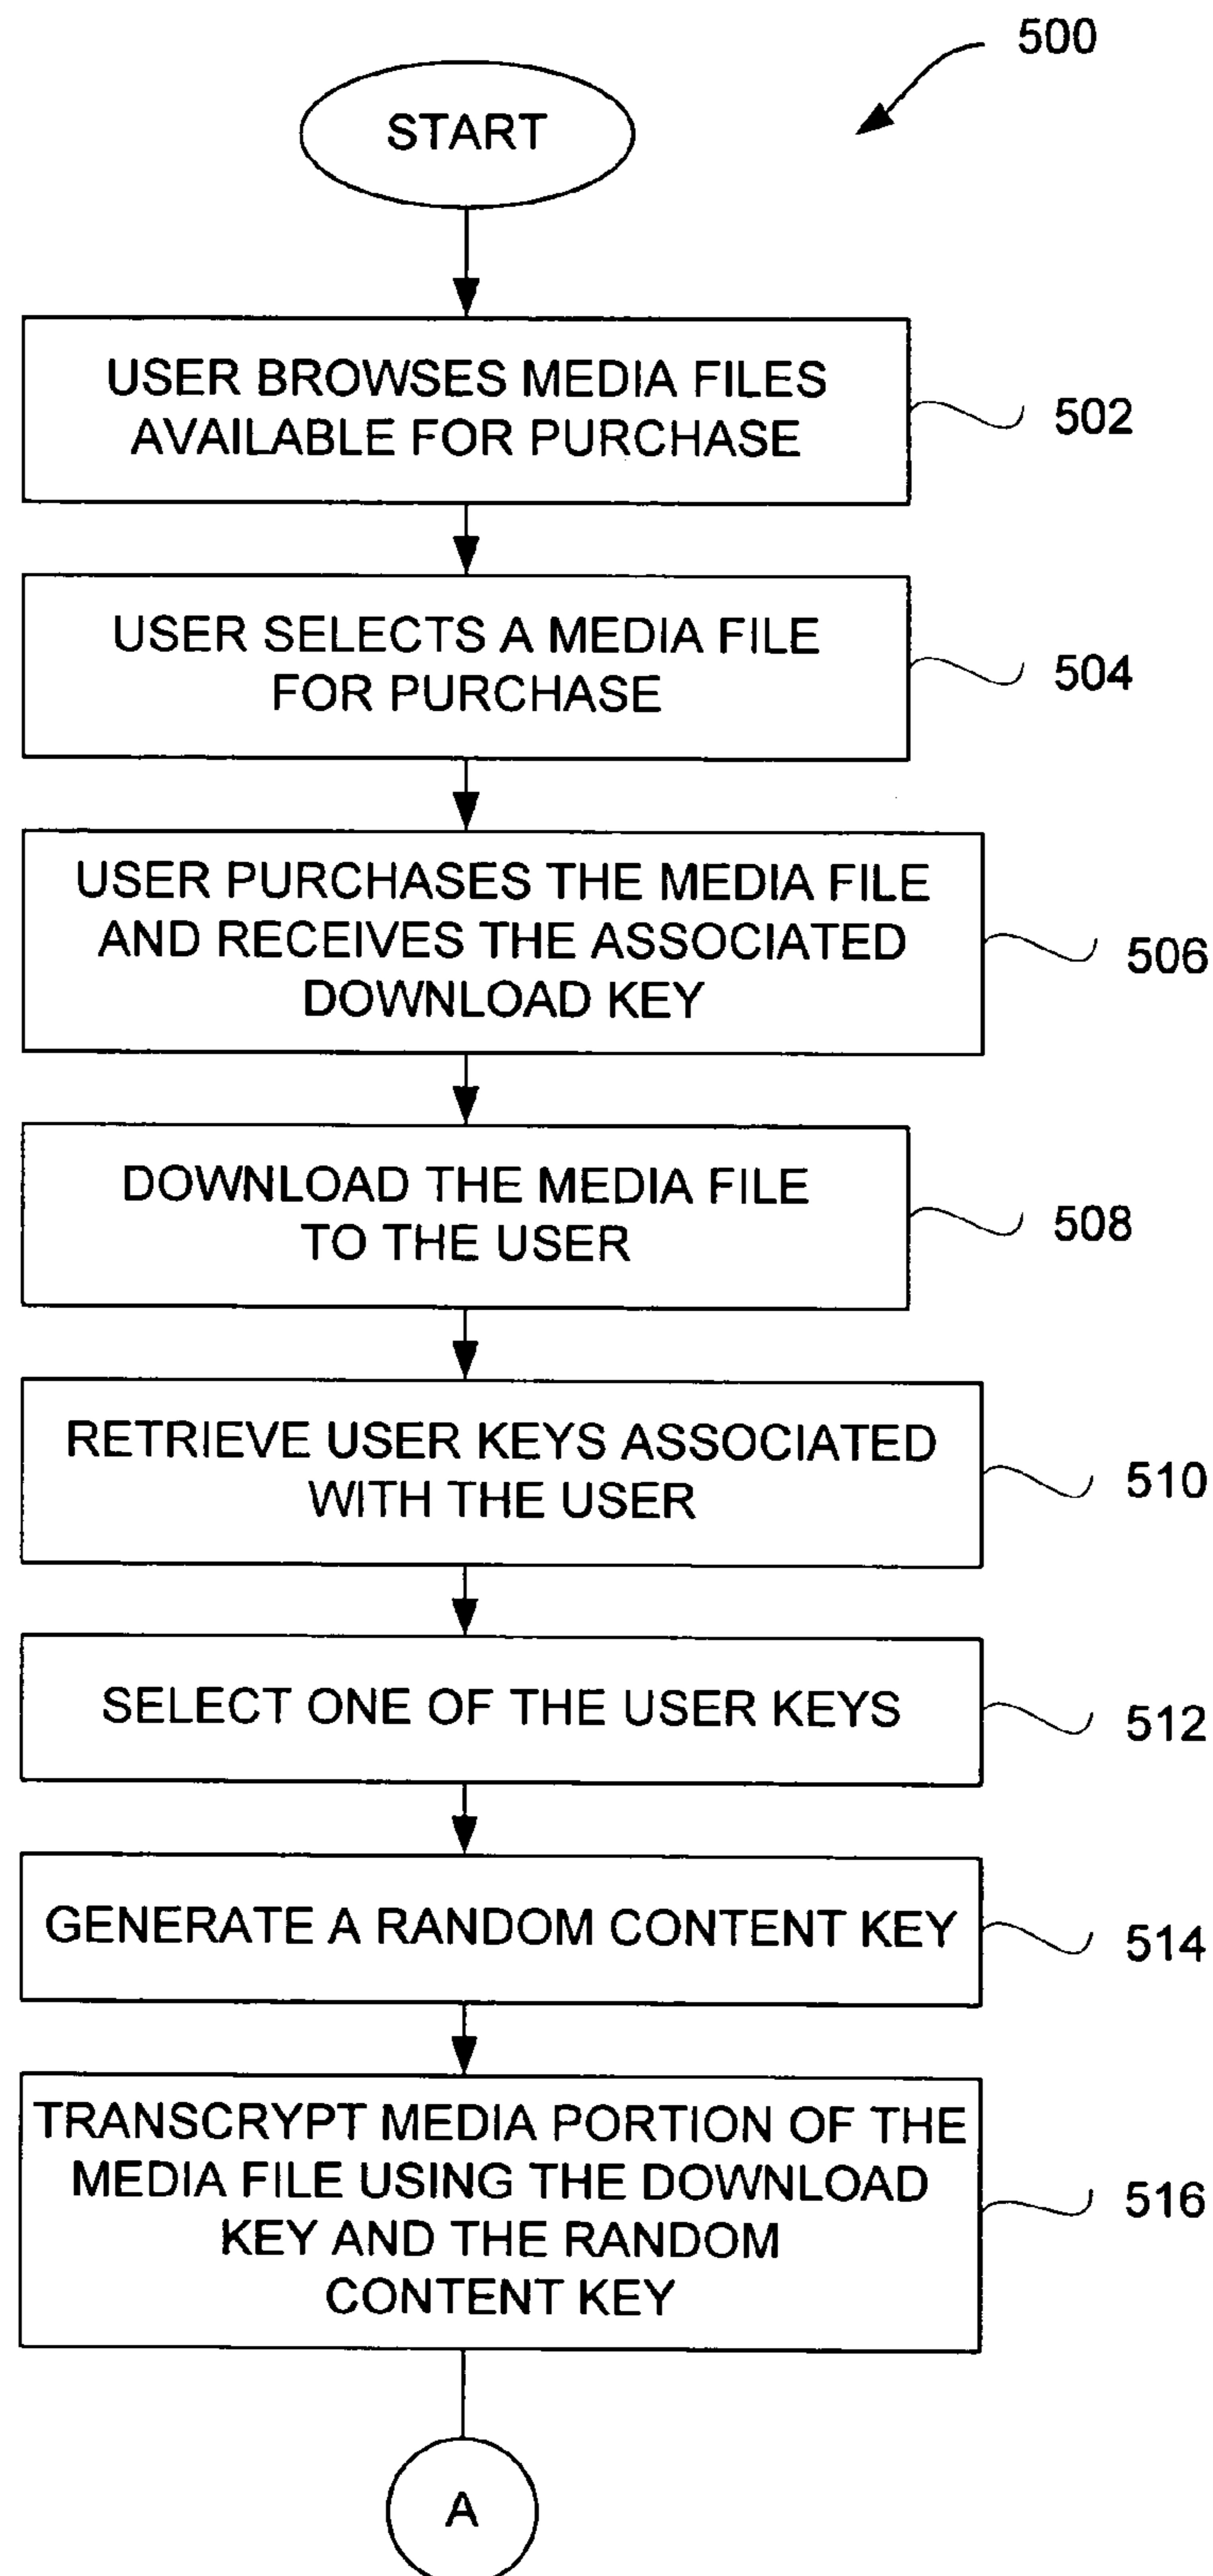 500
START
USER BROWSES MEDIA FILES
AVAILABLE FOR PURCHASE
502
USER SELECTS A MEDIA FILE
FOR PURCHASE
504
USER PURCHASES THE MEDIA FILE
AND RECEIVES THE ASSOCIATED
DOWNLOAD KEY
506
DOWNLOAD THE MEDIA FILE
TO THE USER
508
RETRIEVE USER KEYS ASSOCIATED
WITH THE USER
510
SELECT ONE OF THE USER KEYS
512
GENERATE A RANDOM CONTENT KEY
514
TRANSCRYPT MEDIA PORTION OF THE
MEDIA FILE USING THE DOWNLOAD
KEY AND THE RANDOM
CONTENT KEY
516
A